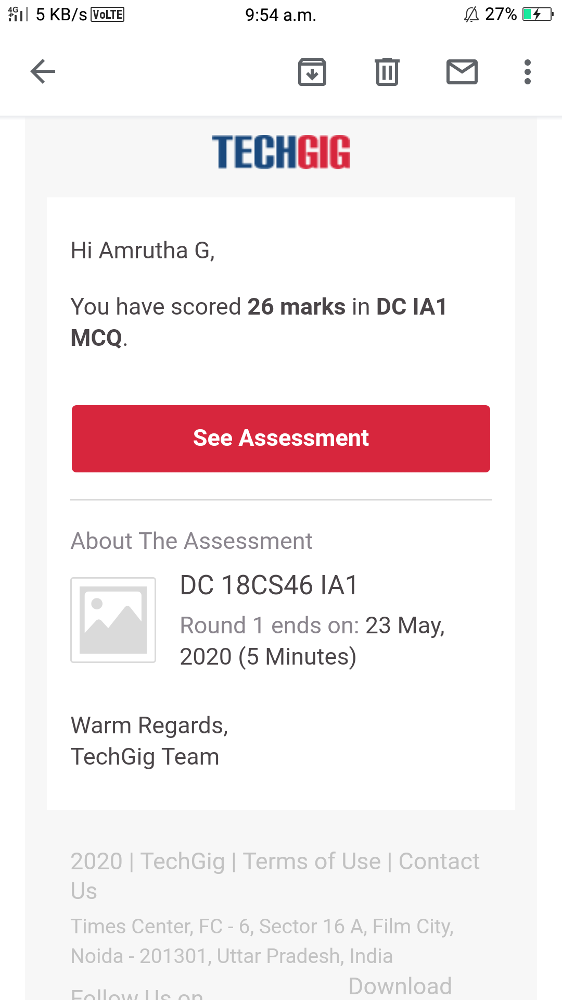 4G 5 KB/s VoLTE 9:54 a.m. 27%
TECHGIG
Hi Amrutha G,
You have scored 26 marks in DC IA1
MCQ.
See Assessment
About The Assessment
DC 18CS46 IA1
Round 1 ends on: 23 May,
2020 (5 Minutes)
Warm Regards,
TechGig Team
2020 | TechGig | Terms of Use | Contact
Us
Times Center, FC - 6, Sector 16 A, Film City,
Noida - 201301, Uttar Pradesh, India
Download
Follow Us on